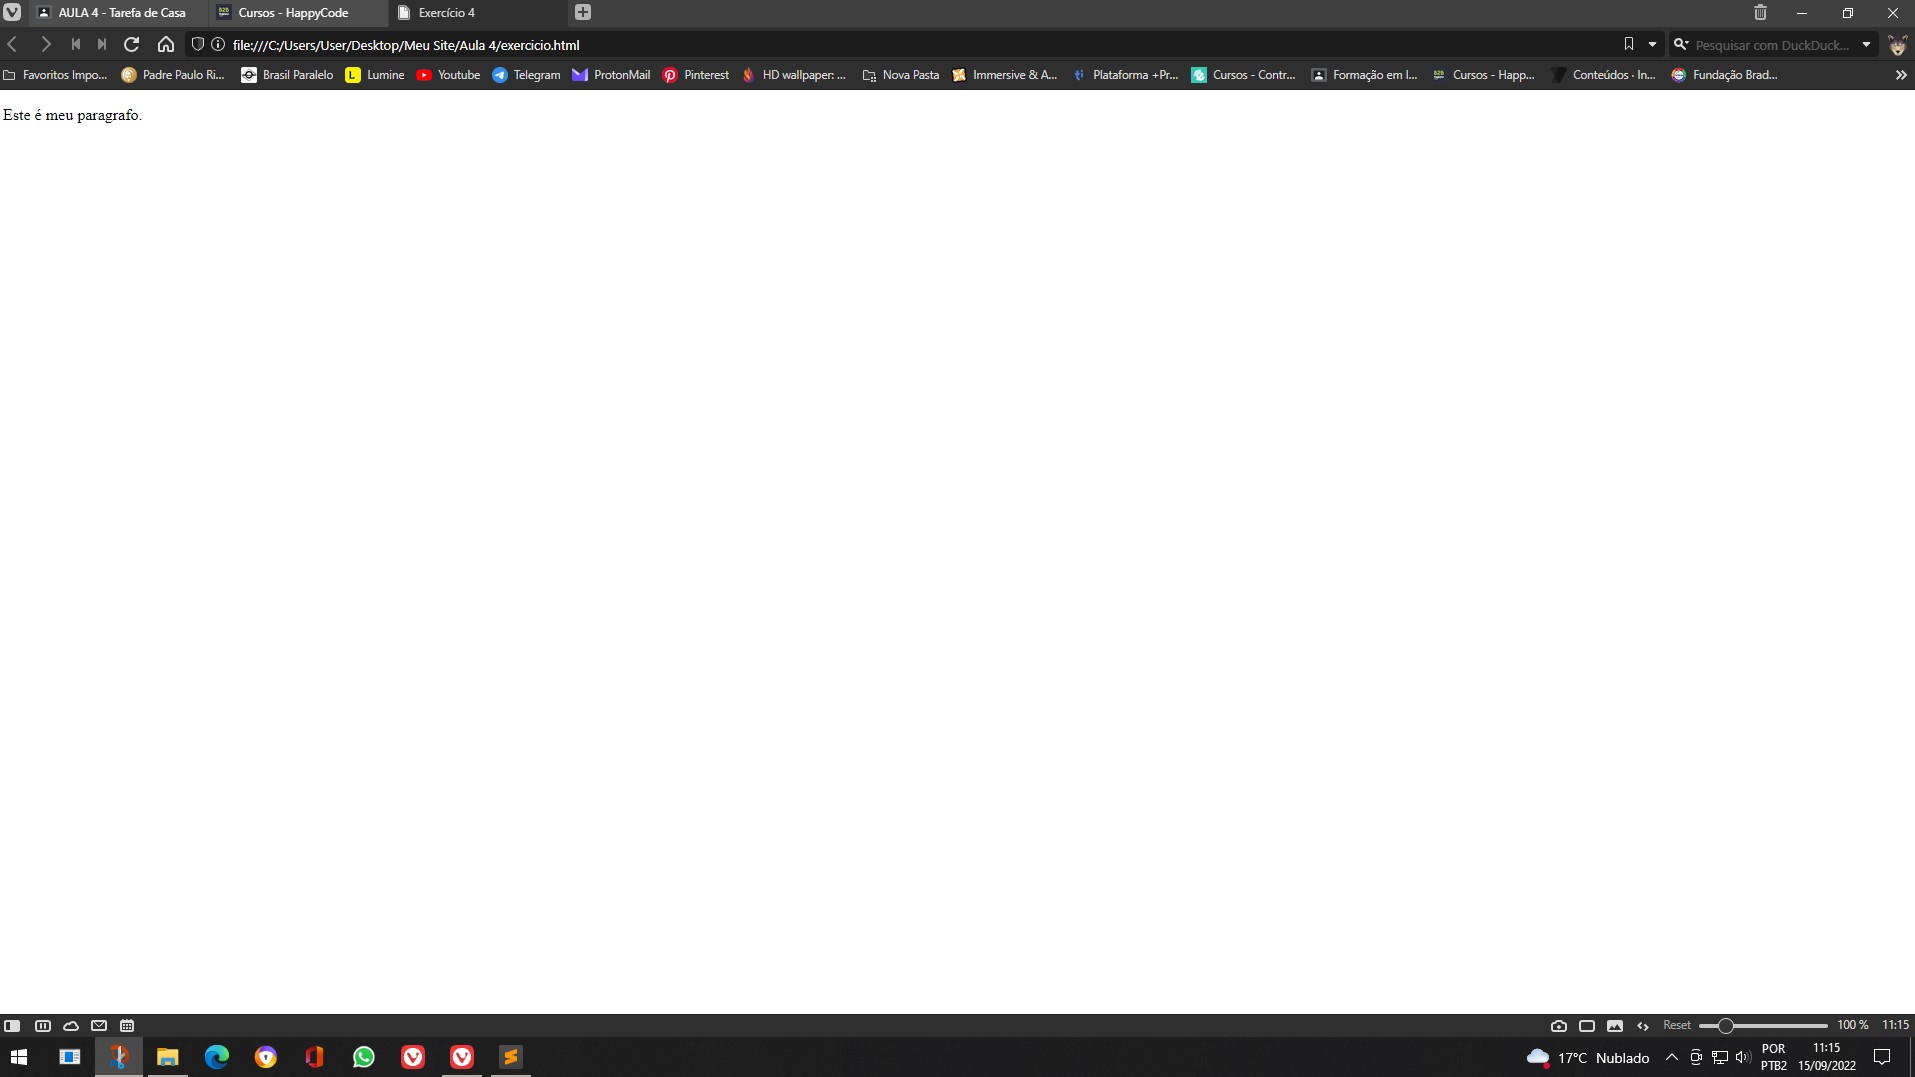 AULA 4 - Tarefa de Casa
Cursos - HappyCode
Exercício 4
file:///C:/Users/User/Desktop/Meu Site/Aula 4/exercicio.html
Pesquisar com DuckDuck...
Favoritos Impo...
Padre Paulo Ri...
Brasil Paralelo
L
Lumine
Youtube
Telegram
ProtonMail
Pinterest
HD wallpaper: ...
Nova Pasta
Immersive & A...
Plataforma +Pr...
Cursos - Contr...
Formação em I...
Cursos - Happ...
Conteúdos · In...
Fundação Brad...
Este é meu paragrafo.
Reset
100 %
11:15
17°C Nublado
POR
PTB2
11:15
15/09/2022